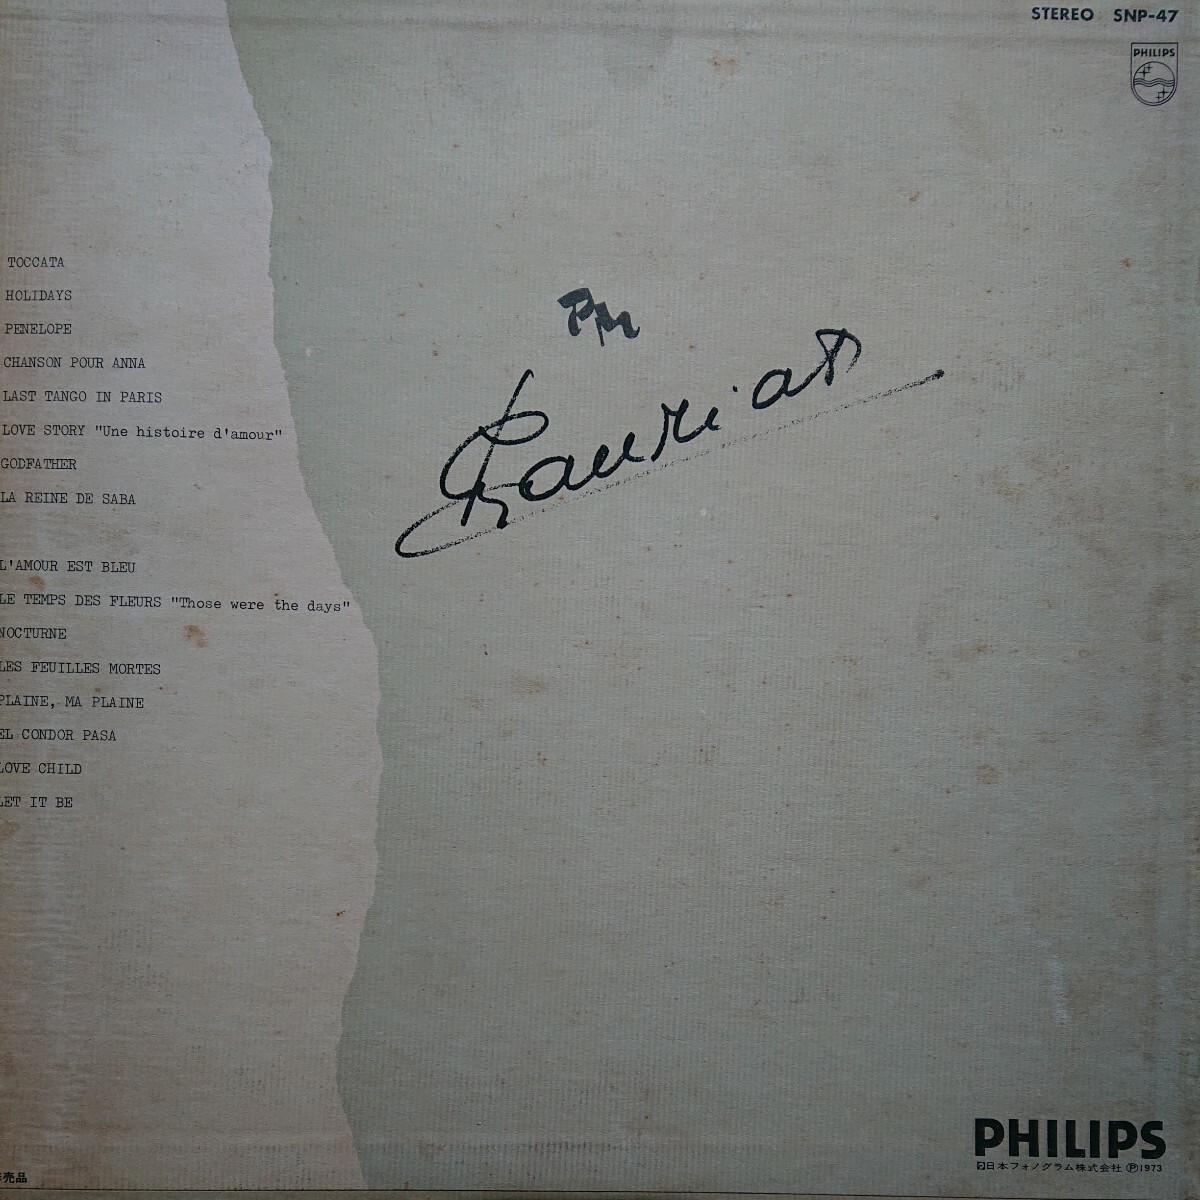 STEREO SNP-47
PHILIPS
TOCCATA
HOLIDAYS
PENELOPE
CHANSON POUR ANNA
LAST TANGO IN PARIS
LOVE STORY "Une histoire d'amour"
GODFATHER
LA REINE DE SABA
L'AMOUR EST BLEU
LE TEMPS DES FLEURS "Those were the days"
NOCTURNE
LES FEUILLES MORTES
PLAINE, MA PLAINE
EL CONDOR PASA
LOVE CHILD
LET IT BE
PM
P Mauriat
PHILIPS
日本フォノグラム株式会社 Ⓟ1973
売品